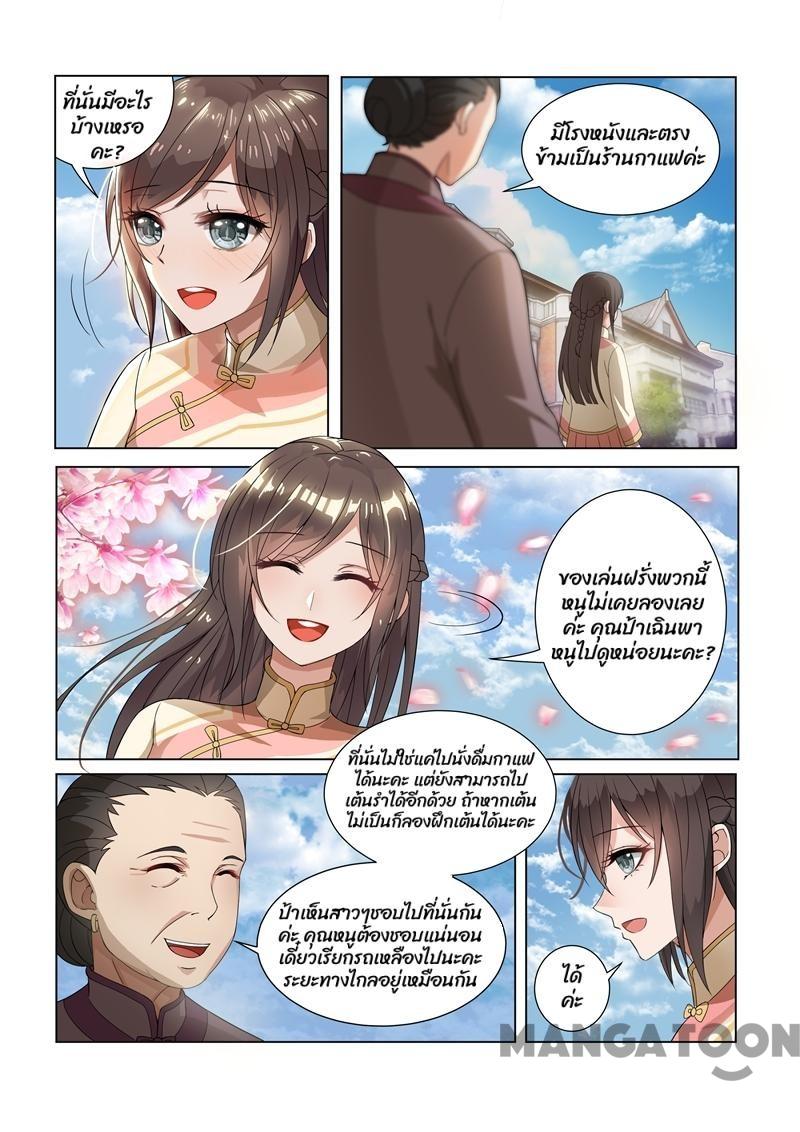 ที่นั่นมีอะไร
บ้างเหรอ
คะ?
มีโรงหนังและตรง
ข้ามเป็นร้านกาแฟค่ะ
ของเล่นฝรั่งพวกนี้
หนูไม่เคยลองเลย
ค่ะ คุณป้าเฉินพา
หนูไปดูหน่อยนะคะ?
ที่นั่นไม่ใช่แค่ไปนั่งดื่มกาแฟ
ได้นะคะ แต่ยังสามารถไป
เต้นรำได้อีกด้วย ถ้าหากเต้น
ไม่เป็นก็ลองฝึกเต้นได้นะคะ
ป้าเห็นสาวๆชอบไปที่นั่นกัน
ค่ะ คุณหนูต้องชอบแน่นอน
เดี๋ยวเรียกรถเหลืองไปนะคะ
ระยะทางไกลอยู่เหมือนกัน
ได้
ค่ะ
MANGATOON